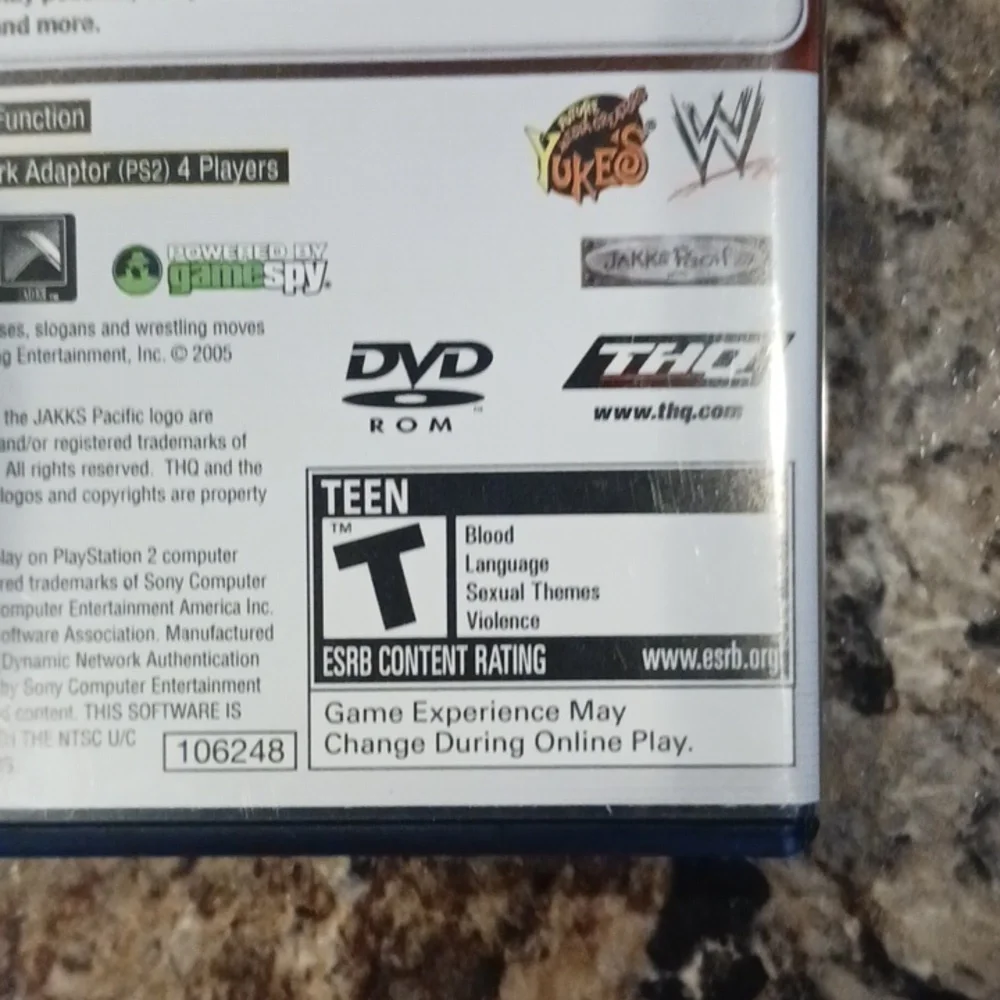 and more.
Function
rk Adaptor (PS2) 4 Players
YUKE'S
W
POWERED BY
gamespy.
JAKKS Pacific
ses, slogans and wrestling moves
g Entertainment, Inc. © 2005
DVD
ROM
THQ
www.thq.com
the JAKKS Pacific logo are
and/or registered trademarks of
All rights reserved. THQ and the
logos and copyrights are property
lay on PlayStation 2 computer
red trademarks of Sony Computer
omputer Entertainment America Inc.
oftware Association. Manufactured
Dynamic Network Authentication
by Sony Computer Entertainment
content. THIS SOFTWARE IS
THE NTSC U/C
106248
TEEN
TM
T
Blood
Language
Sexual Themes
Violence
ESRB CONTENT RATING www.esrb.org
Game Experience May
Change During Online Play.